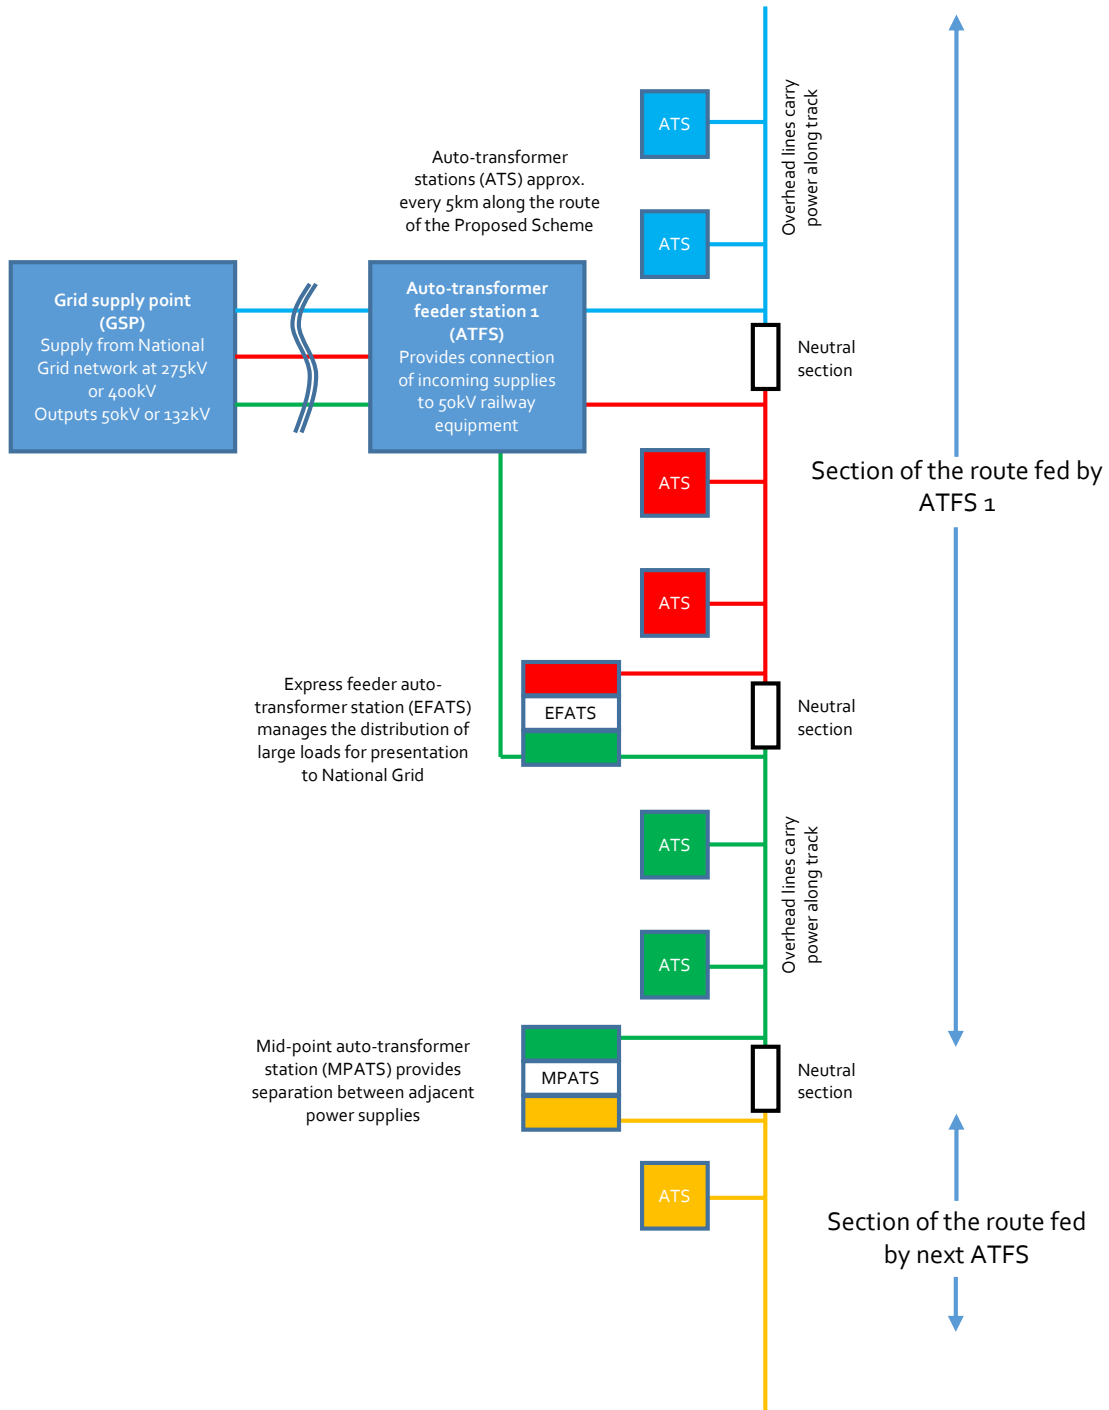 ATS
Overhead lines carry
power along track
Auto-transformer
stations (ATS) approx.
every 5km along the route
of the Proposed Scheme
ATS
Grid supply point
(GSP)
Supply from National
Grid network at 275kV
or 400kV
Outputs 50kV or 132kV
Auto-transformer
feeder station 1
(ATFS)
Provides connection
of incoming supplies
to 50kV railway
equipment
Neutral
section
ATS
Section of the route fed by
ATFS 1
ATS
Express feeder auto-
transformer station (EFATS)
manages the distribution of
large loads for presentation
to National Grid
EFATS
Neutral
section
ATS
Overhead lines carry
power along track
ATS
Mid-point auto-transformer
station (MPATS) provides
separation between adjacent
power supplies
MPATS
Neutral
section
ATS
Section of the route fed
by next ATFS